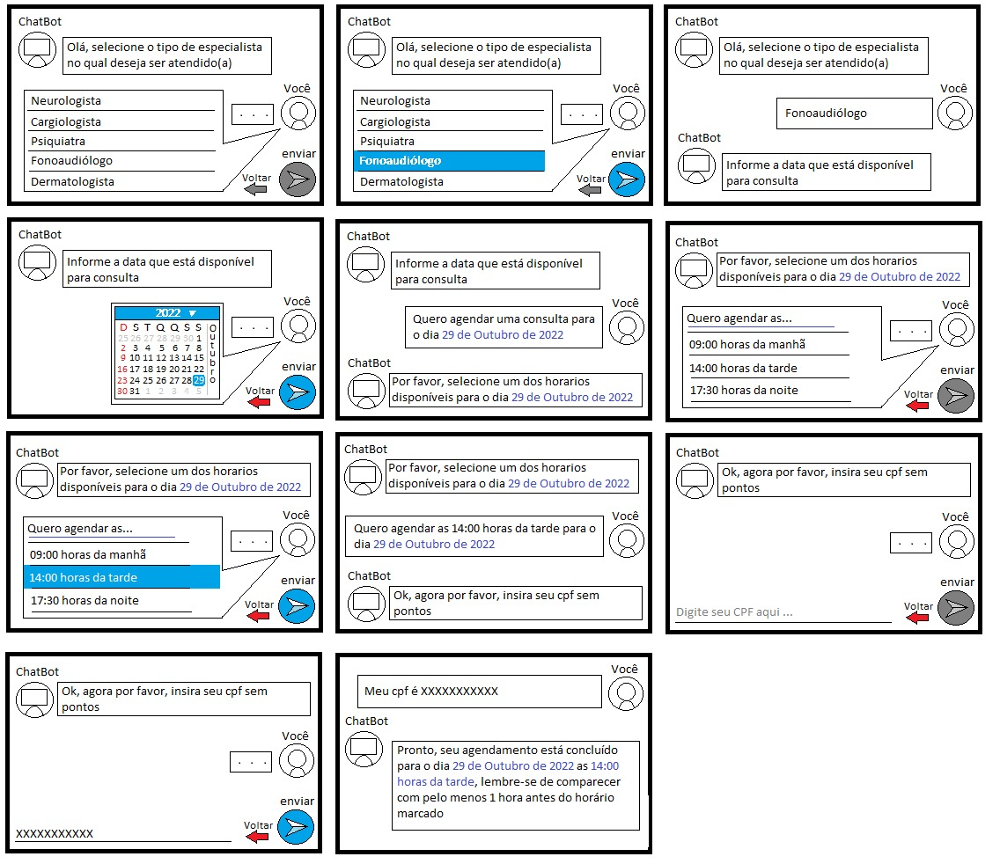 ChatBot
Olá, selecione o tipo de especialista
no qual deseja ser atendido(a)
Você
. . .
Neurologista
Cargiologista
Psiquiatra
Fonoaudiólogo
Dermatologista
enviar
Voltar
ChatBot
Olá, selecione o tipo de especialista
no qual deseja ser atendido(a)
Você
. . .
Neurologista
Cargiologista
Psiquiatra
Fonoaudiólogo
Dermatologista
enviar
Voltar
ChatBot
Olá, selecione o tipo de especialista
no qual deseja ser atendido(a)
Você
Fonoaudiólogo
ChatBot
Informe a data que está disponível
para consulta
ChatBot
Informe a data que está disponível
para consulta
Você
. . .
2022 ▼
D S T Q Q S S
25 26 27 28 29 30 1
2 3 4 5 6 7 8
9 10 11 12 13 14 15
16 17 18 19 20 21 22
23 24 25 26 27 28 29
30 31 1 2 3 4 5
Outubro
enviar
Voltar
ChatBot
Informe a data que está disponível
para consulta
Você
Quero agendar uma consulta para
o dia 29 de Outubro de 2022
ChatBot
Por favor, selecione um dos horarios
disponíveis para o dia 29 de Outubro de 2022
ChatBot
Por favor, selecione um dos horarios
disponíveis para o dia 29 de Outubro de 2022
Você
. . .
Quero agendar as...
09:00 horas da manhã
14:00 horas da tarde
17:30 horas da noite
enviar
Voltar
ChatBot
Por favor, selecione um dos horarios
disponíveis para o dia 29 de Outubro de 2022
Você
. . .
Quero agendar as...
09:00 horas da manhã
14:00 horas da tarde
17:30 horas da noite
enviar
Voltar
ChatBot
Por favor, selecione um dos horarios
disponíveis para o dia 29 de Outubro de 2022
Você
Quero agendar as 14:00 horas da tarde para o
dia 29 de Outubro de 2022
ChatBot
Ok, agora por favor, insira seu cpf sem
pontos
ChatBot
Ok, agora por favor, insira seu cpf sem
pontos
Você
. . .
enviar
Voltar
Digite seu CPF aqui ...
ChatBot
Ok, agora por favor, insira seu cpf sem
pontos
Você
. . .
enviar
Voltar
XXXXXXXXXXX
Você
Meu cpf é XXXXXXXXXXX
ChatBot
Pronto, seu agendamento está concluído
para o dia 29 de Outubro de 2022 as 14:00
horas da tarde, lembre-se de comparecer
com pelo menos 1 hora antes do horário
marcado